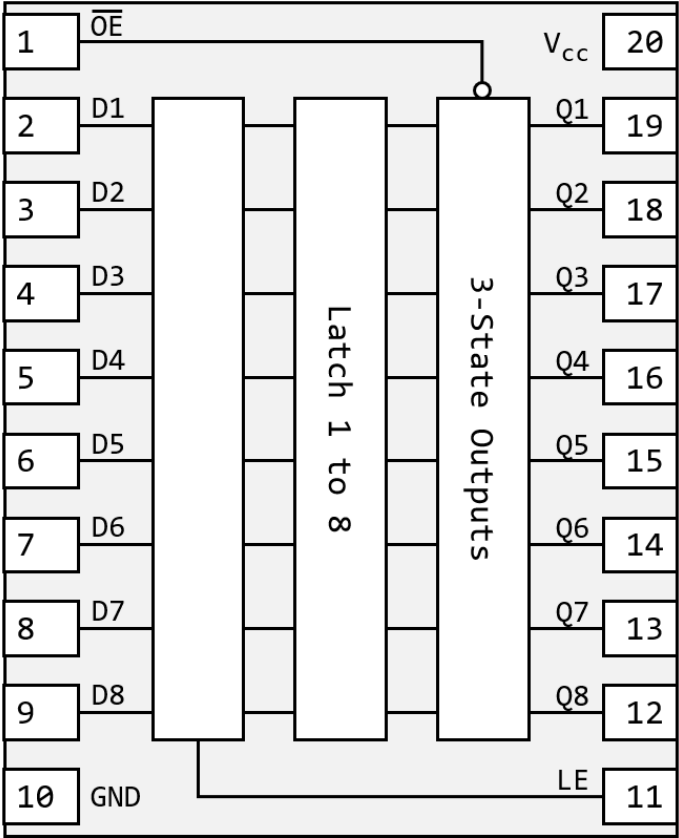 1 O̅E̅ Vcc 20
2 D1 Q1 19
3 D2 Q2 18
4 D3 Q3 17
5 D4 Q4 16
6 D5 Q5 15
7 D6 Q6 14
8 D7 Q7 13
9 D8 Q8 12
10 GND LE 11
Latch 1 to 8
3-State Outputs